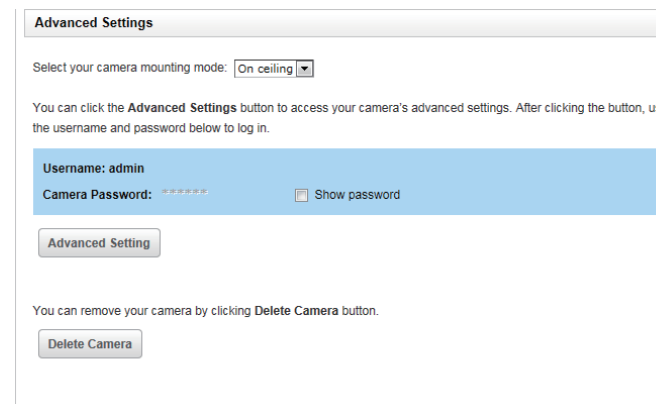 Advanced Settings
Select your camera mounting mode: On ceiling
You can click the Advanced Settings button to access your camera's advanced settings. After clicking the button, u
the username and password below to log in.
Username: admin
Camera Password: ******
Show password
Advanced Setting
You can remove your camera by clicking Delete Camera button.
Delete Camera